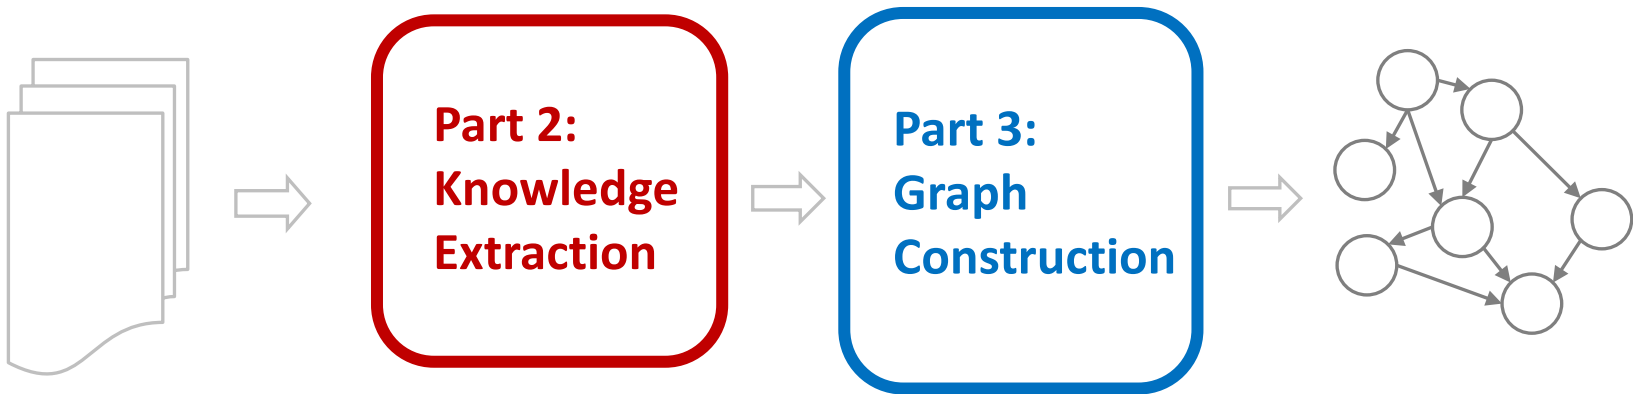 Part 2:
Knowledge
Extraction
Part 3:
Graph
Construction